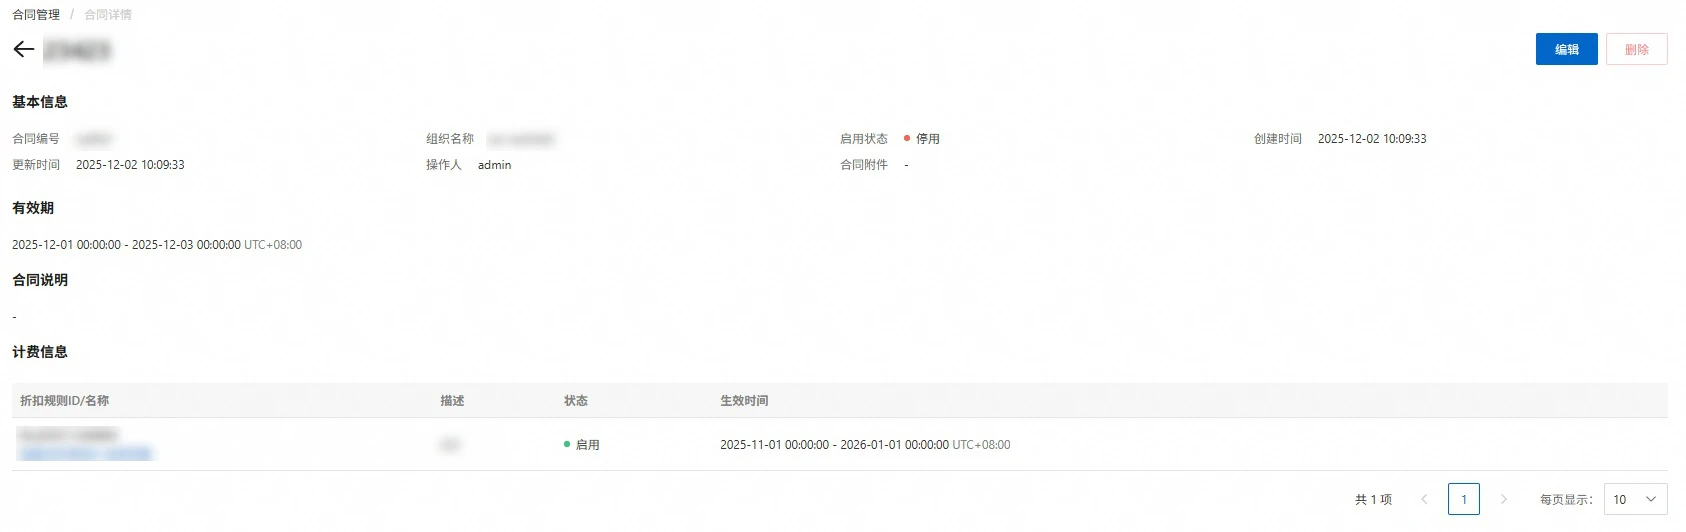 合同管理 / 合同详情
编辑 删除
基本信息
合同编号 组织名称 启用状态 停用 创建时间 2025-12-02 10:09:33
更新时间 2025-12-02 10:09:33 操作人 admin 合同附件 -
有效期
2025-12-01 00:00:00 - 2025-12-03 00:00:00 UTC+08:00
合同说明
-
计费信息
折扣规则ID/名称 描述 状态 生效时间
启用 2025-11-01 00:00:00 - 2026-01-01 00:00:00 UTC+08:00
共 1 项 1 每页显示: 10